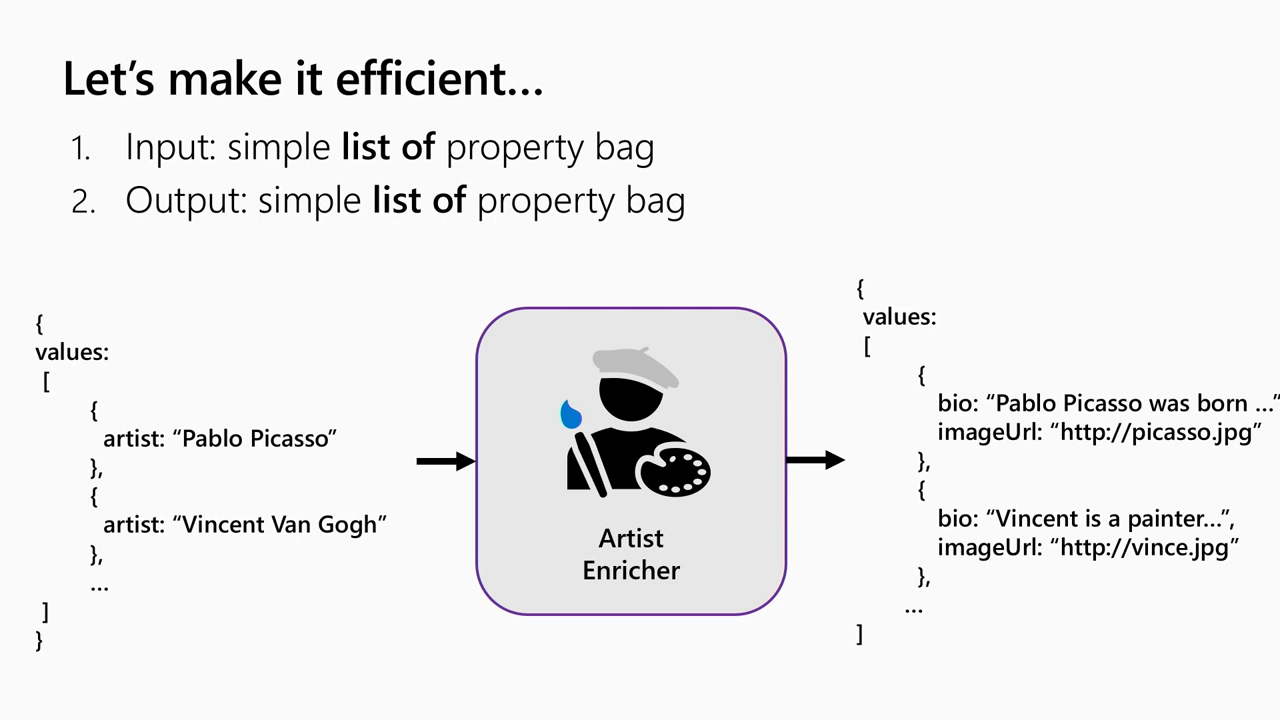 Let’s make it efficient…
1. Input: simple list of property bag
2. Output: simple list of property bag
{
values:
[
{
artist: “Pablo Picasso”
},
{
artist: “Vincent Van Gogh”
},
…
]
}
Artist
Enricher
{
values:
[
{
bio: “Pablo Picasso was born …”
imageUrl: “http://picasso.jpg”
},
{
bio: “Vincent is a painter…”,
imageUrl: “http://vince.jpg”
},
…
]